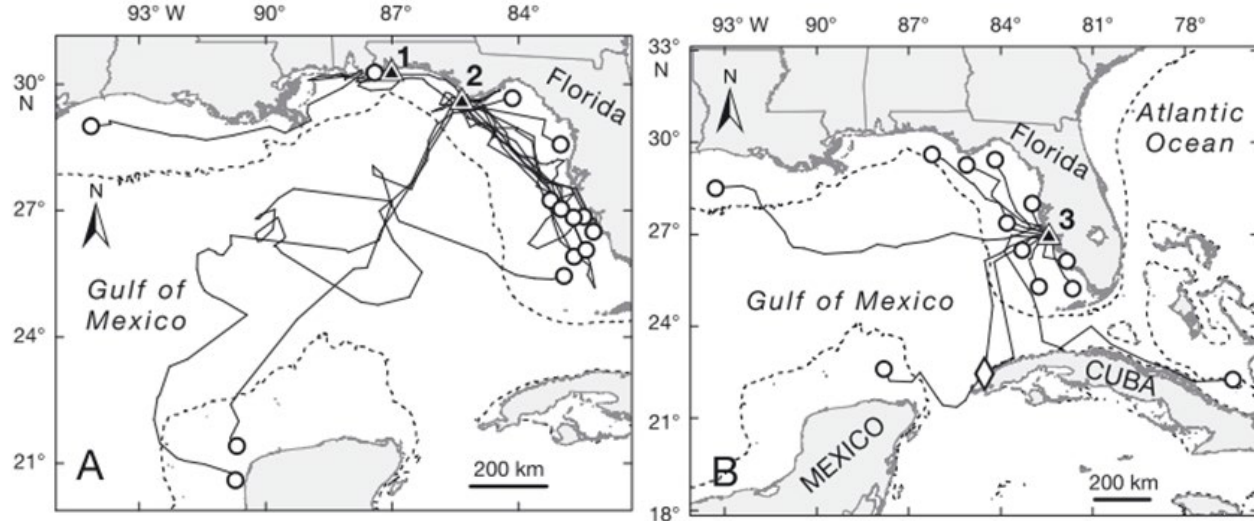 93° W 90° 87° 84°
30°
N
27°
24°
21°
1
2
Florida
N
Gulf of
Mexico
A
200 km
93° W 90° 87° 84° 81° 78°
33°
N
30°
27°
24°
21°
18°
N
Atlantic
Ocean
Florida
3
Gulf of Mexico
CUBA
MEXICO
B
200 km